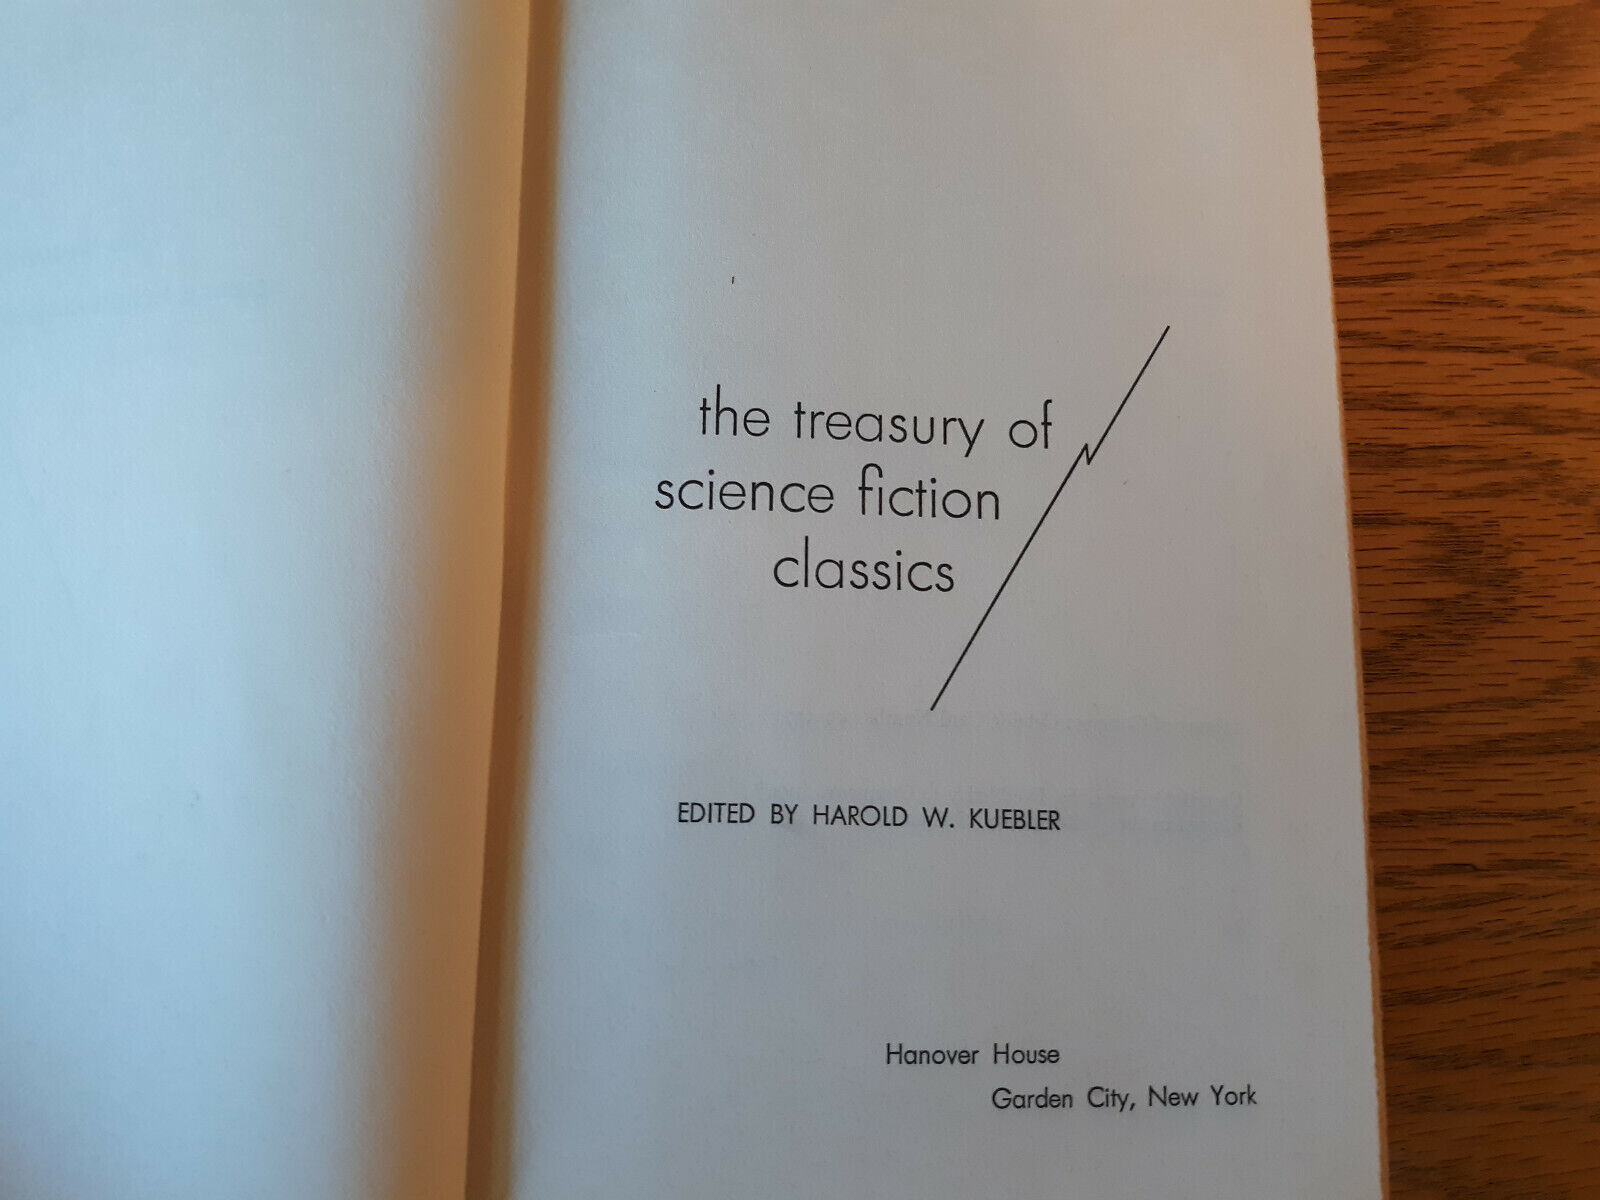 the treasury of
science fiction
classics
EDITED BY HAROLD W. KUEBLER
Hanover House
Garden City, New York